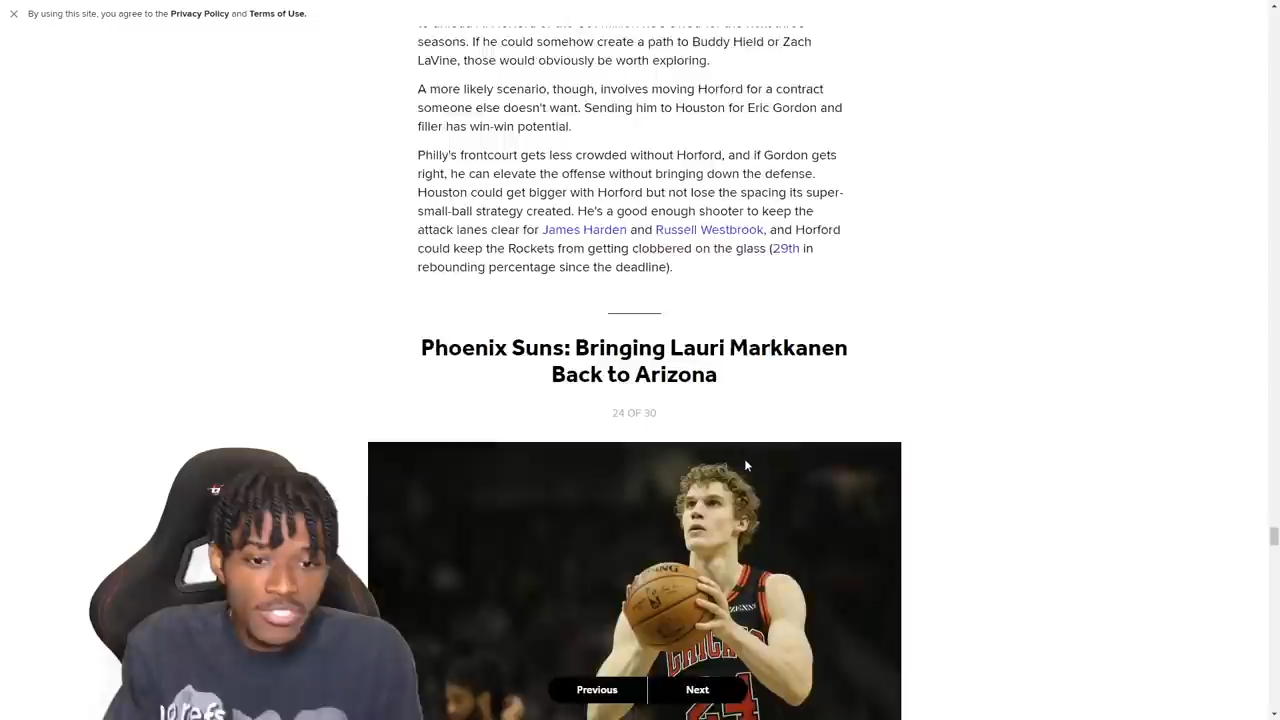 By using this site, you agree to the Privacy Policy and Terms of Use.
seasons. If he could somehow create a path to Buddy Hield or Zach
LaVine, those would obviously be worth exploring.
A more likely scenario, though, involves moving Horford for a contract
someone else doesn't want. Sending him to Houston for Eric Gordon and
filler has win-win potential.
Philly's frontcourt gets less crowded without Horford, and if Gordon gets
right, he can elevate the offense without bringing down the defense.
Houston could get bigger with Horford but not lose the spacing its super-
small-ball strategy created. He's a good enough shooter to keep the
attack lanes clear for James Harden and Russell Westbrook, and Horford
could keep the Rockets from getting clobbered on the glass (29th in
rebounding percentage since the deadline).
Phoenix Suns: Bringing Lauri Markkanen
Back to Arizona
24 OF 30
CHICAGO
24
Previous
Next